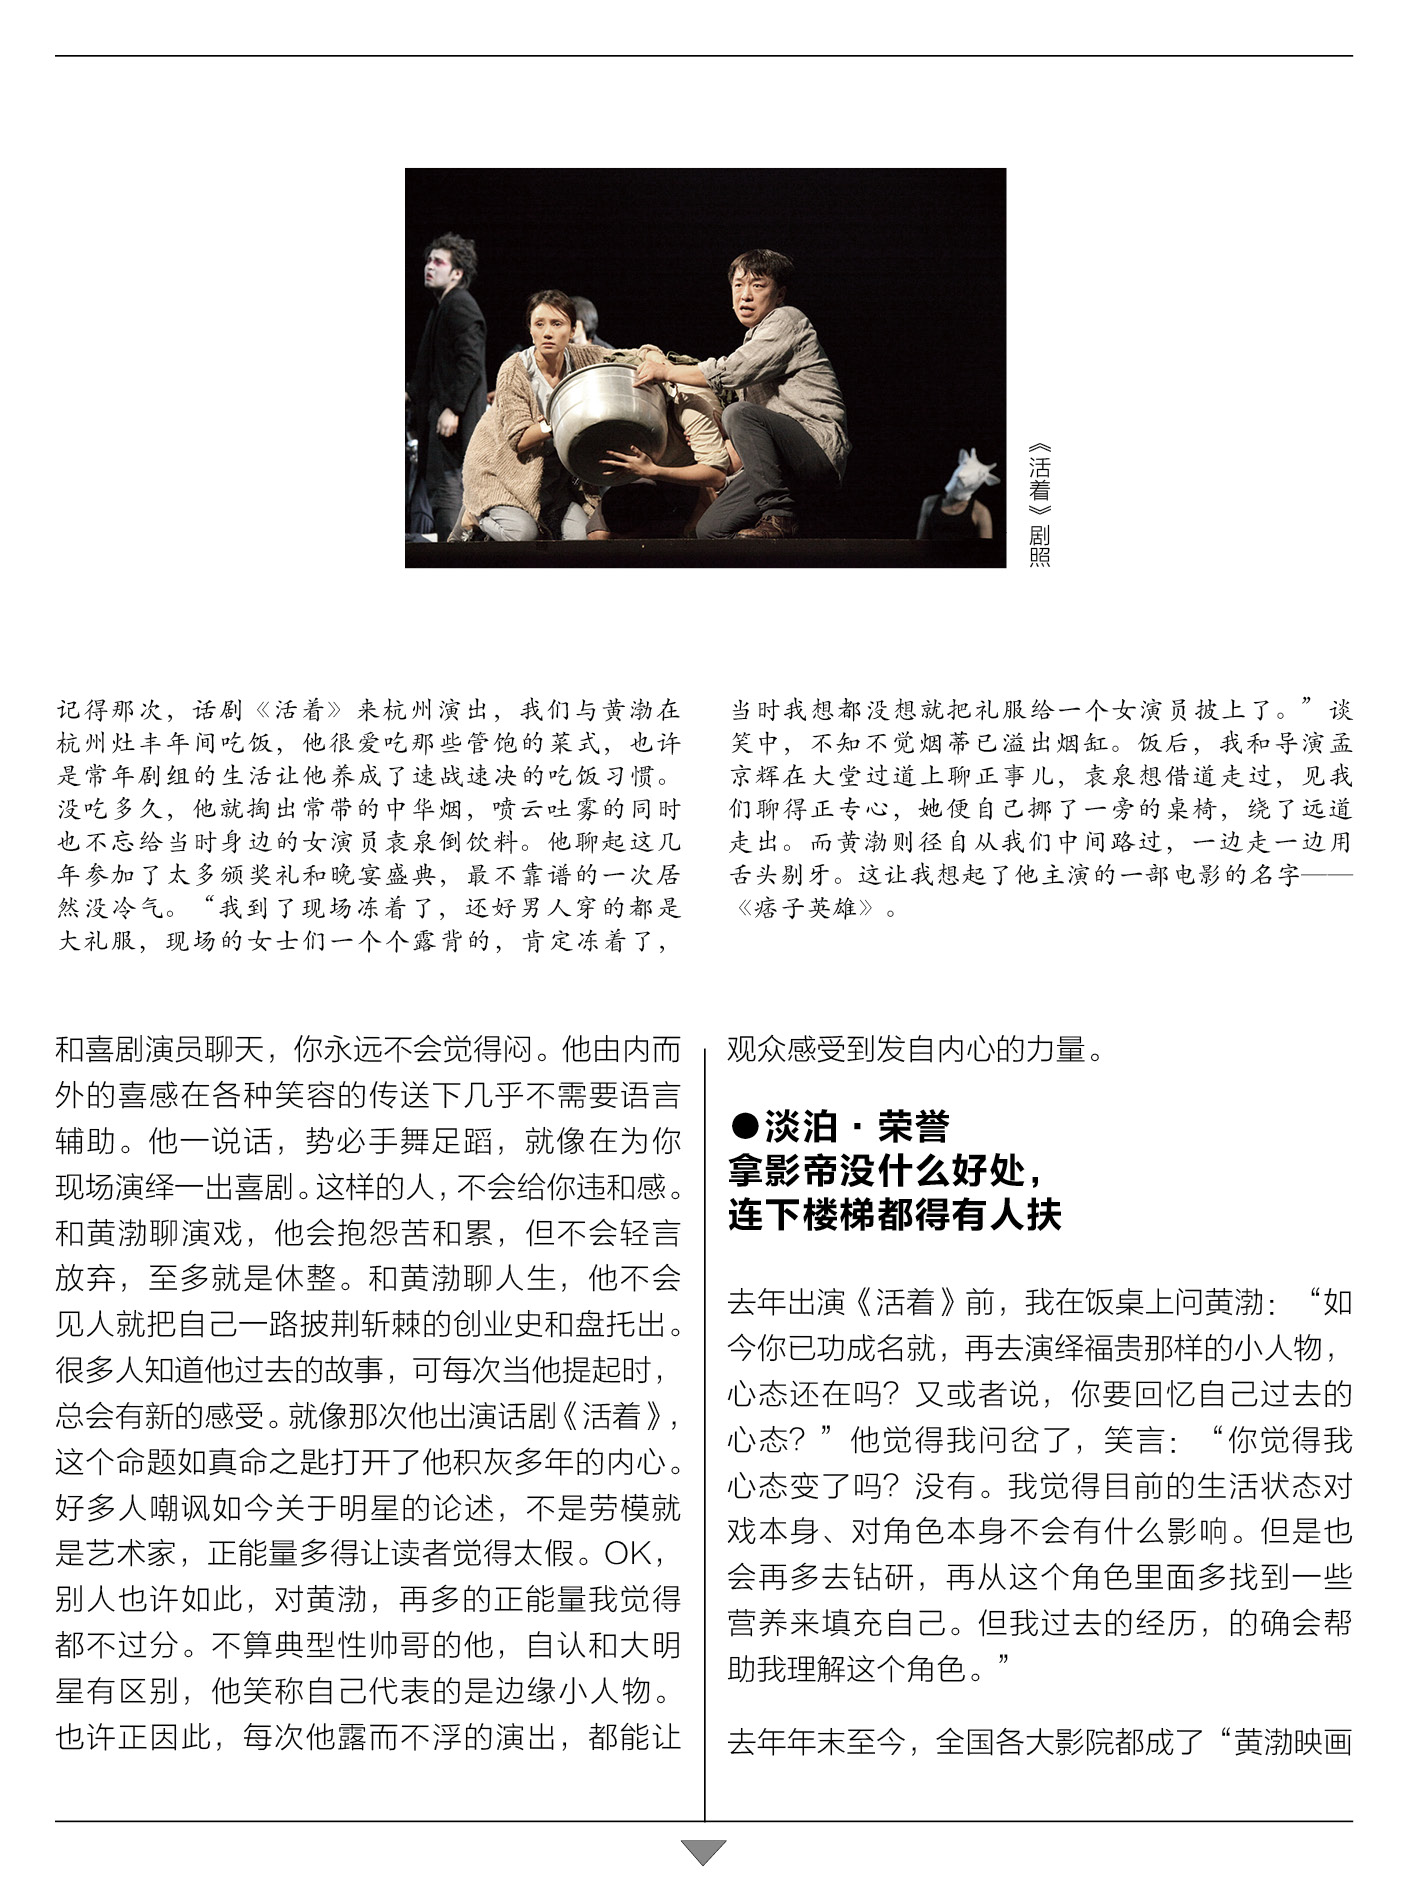 《活着》剧照
记得那次，话剧《活着》来杭州演出，我们与黄渤在
杭州灶丰年间吃饭，他很爱吃那些管饱的菜式，也许
是常年剧组的生活让他养成了速战速决的吃饭习惯。
没吃多久，他就掏出常带的中华烟，喷云吐雾的同时
也不忘给当时身边的女演员袁泉倒饮料。他聊起这几
年参加了太多颁奖礼和晚宴盛典，最不靠谱的一次居
然没冷气。“我到了现场冻着了，还好男人穿的都是
大礼服，现场的女士们一个个露背的，肯定冻着了，
当时我想都没想就把礼服给一个女演员披上了。”谈
笑中，不知不觉烟蒂已溢出烟缸。饭后，我和导演孟
京辉在大堂过道上聊正事儿，袁泉想借道走过，见我
们聊得正专心，她便自己挪了一旁的桌椅，绕了远道
走出。而黄渤则径自从我们中间路过，一边走一边用
舌头剔牙。这让我想起了他主演的一部电影的名字——
《痞子英雄》。
和喜剧演员聊天，你永远不会觉得闷。他由内而
外的喜感在各种笑容的传送下几乎不需要语言
辅助。他一说话，势必手舞足蹈，就像在为你
现场演绎一出喜剧。这样的人，不会给你违和感。
和黄渤聊演戏，他会抱怨苦和累，但不会轻言
放弃，至多就是休整。和黄渤聊人生，他不会
见人就把自己一路披荆斩棘的创业史和盘托出。
很多人知道他过去的故事，可每次当他提起时，
总会有新的感受。就像那次他出演话剧《活着》，
这个命题如真命之匙打开了他积灰多年的内心。
好多人嘲讽如今关于明星的论述，不是劳模就
是艺术家，正能量多得让读者觉得太假。OK，
别人也许如此，对黄渤，再多的正能量我觉得
都不过分。不算典型性帅哥的他，自认和大明
星有区别，他笑称自己代表的是边缘小人物。
也许正因此，每次他露而不浮的演出，都能让
观众感受到发自内心的力量。
●淡泊·荣誉
拿影帝没什么好处，
连下楼梯都得有人扶
去年出演《活着》前，我在饭桌上问黄渤：“如
今你已功成名就，再去演绎福贵那样的小人物，
心态还在吗？又或者说，你要回忆自己过去的
心态？”他觉得我问岔了，笑言：“你觉得我
心态变了吗？没有。我觉得目前的生活状态对
戏本身、对角色本身不会有什么影响。但是也
会再多去钻研，再从这个角色里面多找到一些
营养来填充自己。但我过去的经历，的确会帮
助我理解这个角色。”
去年年末至今，全国各大影院都成了“黄渤映画